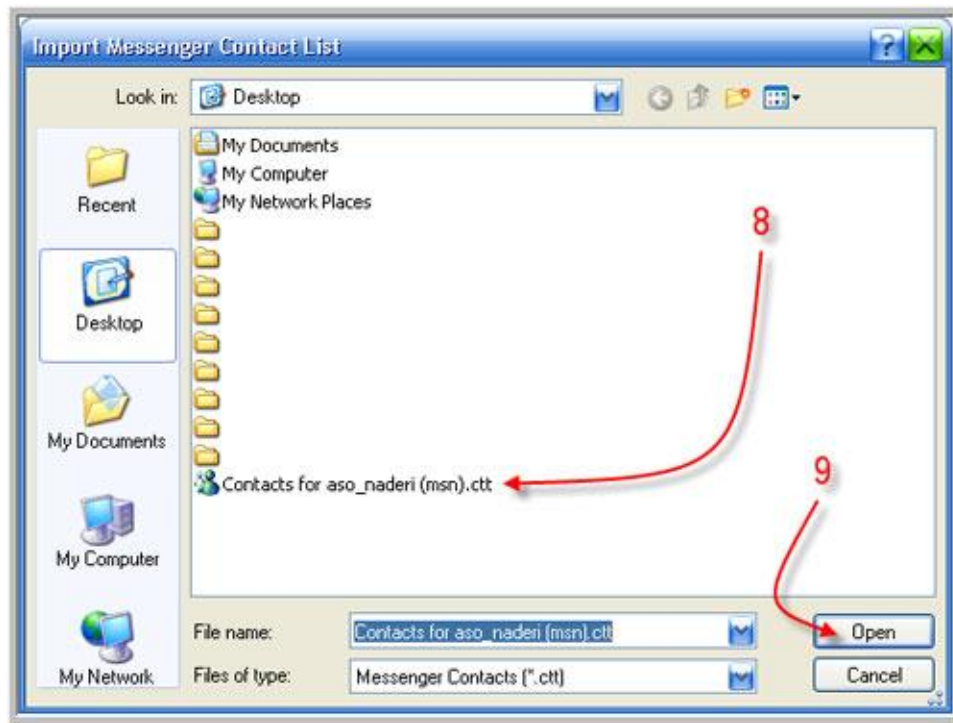 Import Messenger Contact List
Look in: Desktop
My Documents
My Computer
My Network Places
Recent
8
Desktop
My Documents
Contacts for aso_naderi (msn).ctt
9
My Computer
File name: Contacts for aso_naderi (msn).ctt Open
My Network Files of type: Messenger Contacts (*.ctt) Cancel